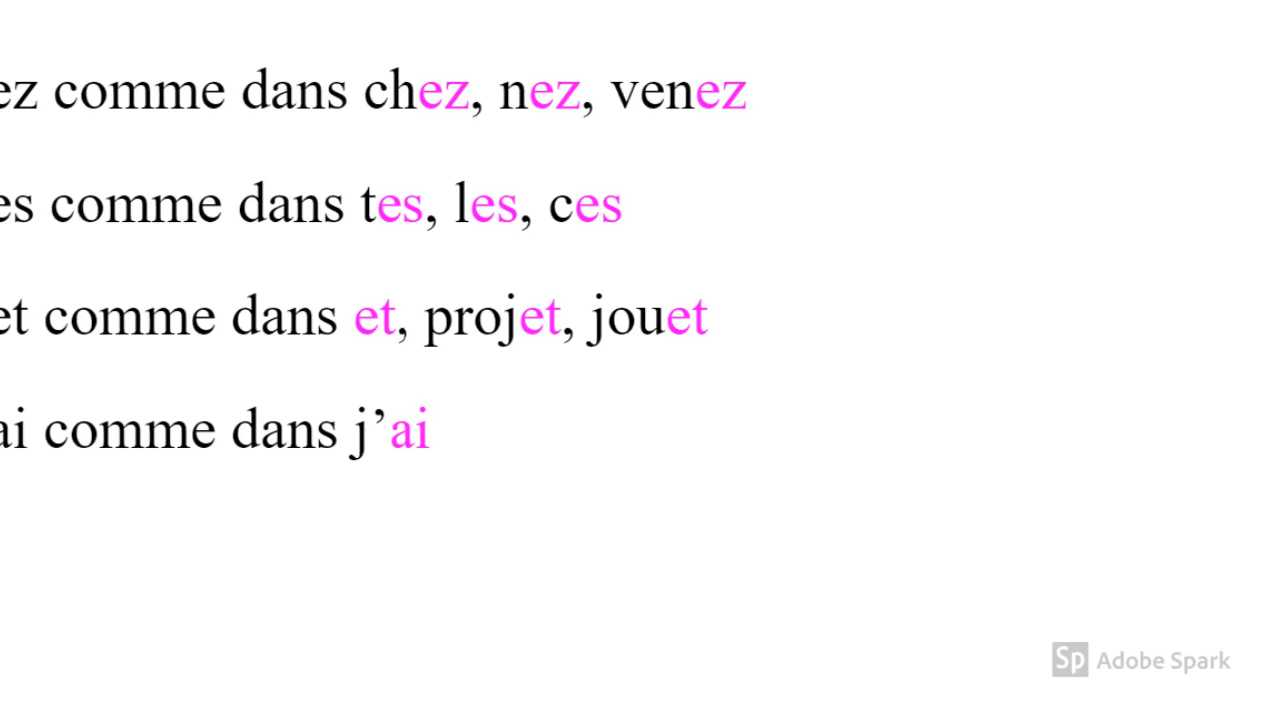 ez comme dans chez, nez, venez
es comme dans tes, les, ces
et comme dans et, projet, jouet
ai comme dans j’ai
Sp Adobe Spark